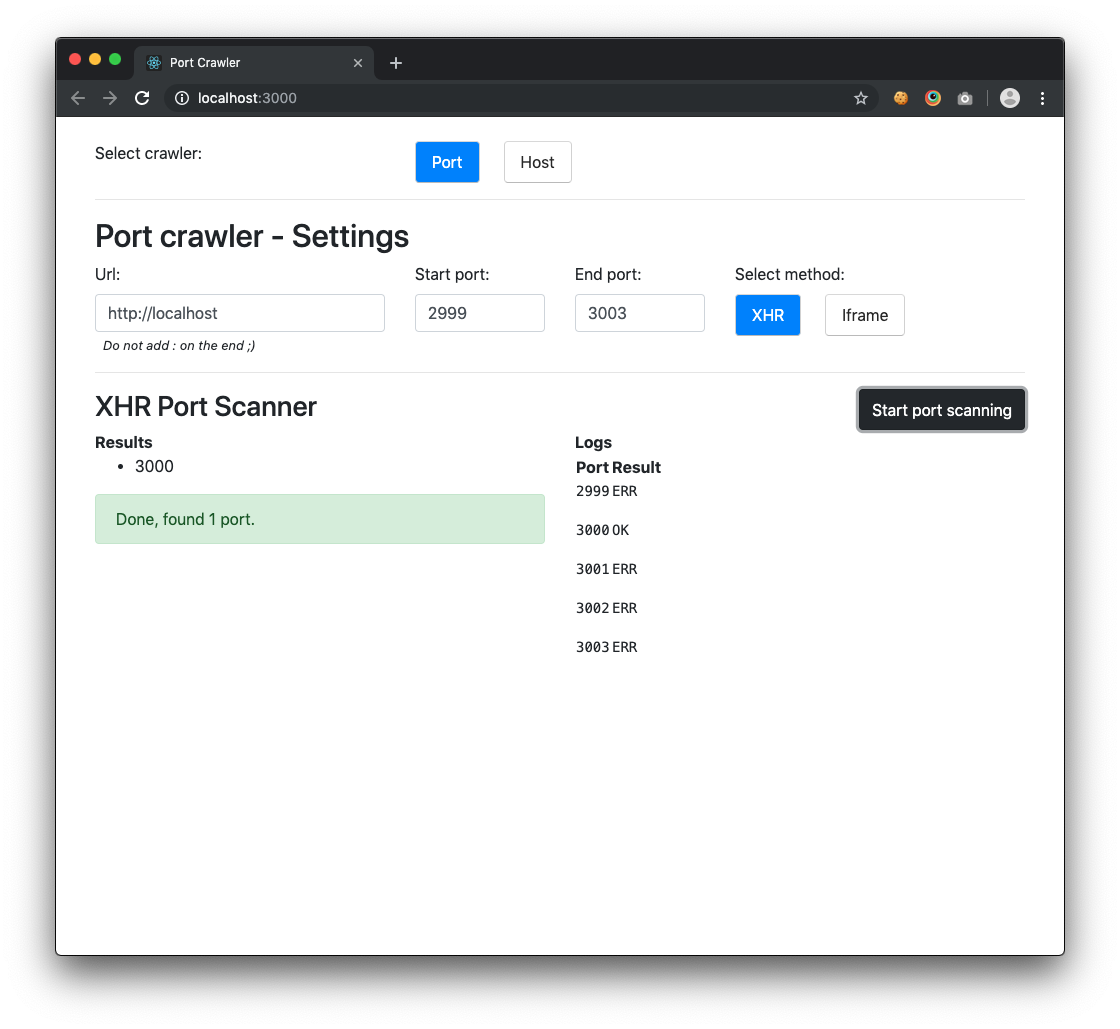 Port Crawler
localhost:3000
Select crawler:
Port
Host
Port crawler - Settings
Url:
Start port:
End port:
Select method:
http://localhost
2999
3003
XHR
Iframe
Do not add : on the end ;)
XHR Port Scanner
Start port scanning
Results
3000
Done, found 1 port.
Logs
Port Result
2999 ERR
3000 OK
3001 ERR
3002 ERR
3003 ERR